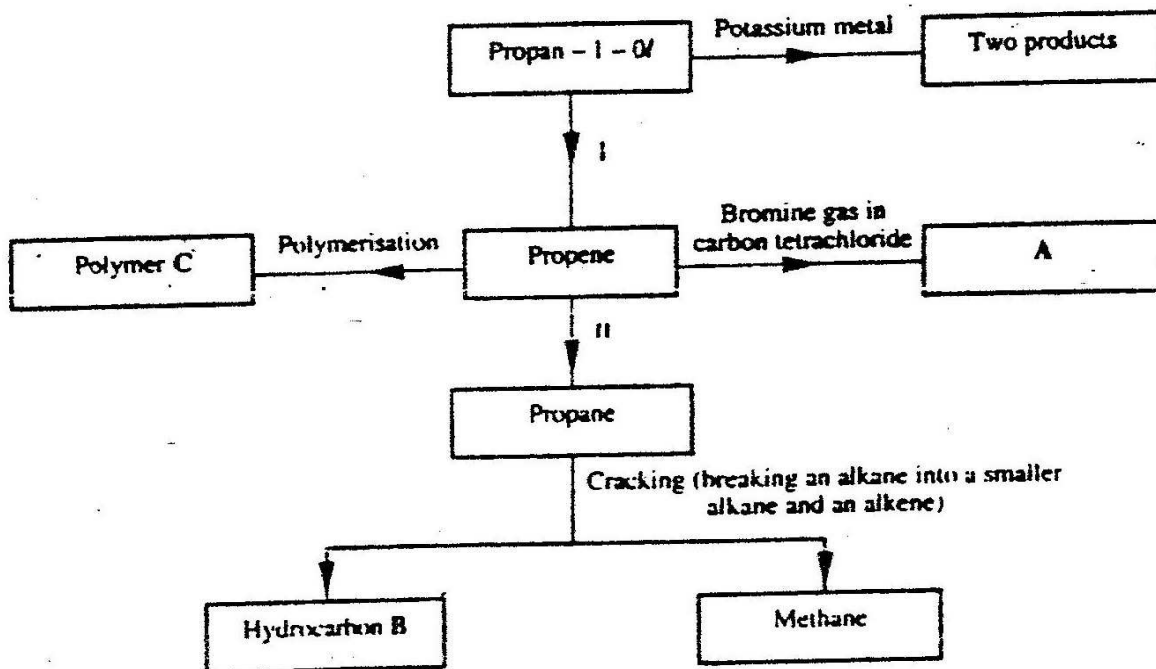 Potassium metal
Propan – 1 – 0l
Two products
I
Bromine gas in
carbon tetrachloride
Polymerisation
Polymer C
Propene
A
II
Propane
Cracking (breaking an alkane into a smaller
alkane and an alkene)
Hydrocarbon B
Methane